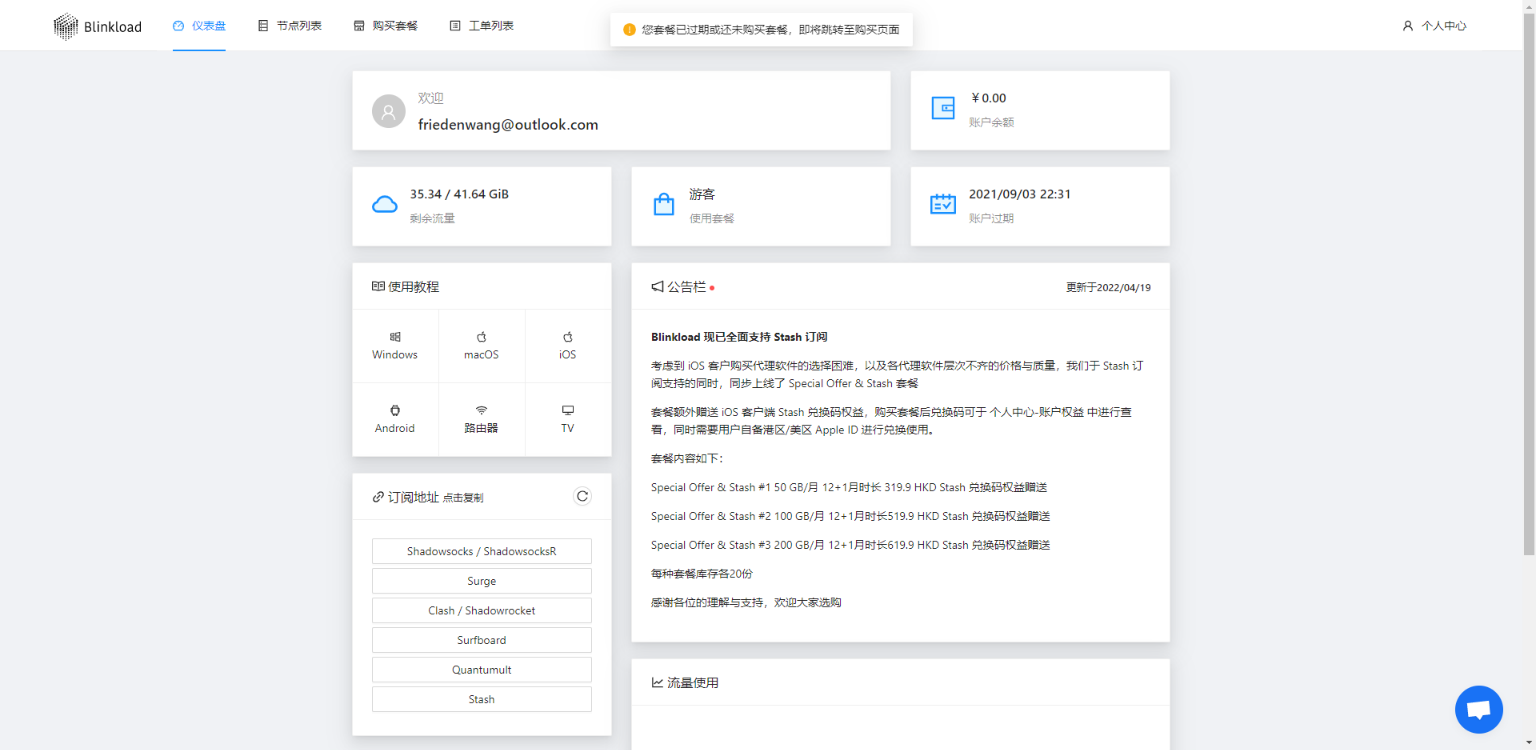 Blinkload
仪表盘
节点列表
购买套餐
工单列表
您套餐已过期或还未购买套餐，即将跳转至购买页面
个人中心
欢迎
friedenwang@outlook.com
￥0.00
账户余额
35.34 / 41.64 GiB
剩余流量
游客
使用套餐
2021/09/03 22:31
账户过期
使用教程
Windows
macOS
iOS
Android
路由器
TV
订阅地址 点击复制
Shadowsocks / ShadowsocksR
Surge
Clash / Shadowrocket
Surfboard
Quantumult
Stash
公告栏
更新于2022/04/19
Blinkload 现已全面支持 Stash 订阅
考虑到 iOS 客户购买代理软件的选择困难，以及各代理软件层次不齐的价格与质量，我们于 Stash 订
阅支持的同时，同步上线了 Special Offer & Stash 套餐
套餐额外赠送 iOS 客户端 Stash 兑换码权益，购买套餐后兑换码可于 个人中心-账户权益 中进行查
看，同时需要用户自备港区/美区 Apple ID 进行兑换使用。
套餐内容如下：
Special Offer & Stash #1 50 GB/月 12+1月时长 319.9 HKD Stash 兑换码权益赠送
Special Offer & Stash #2 100 GB/月 12+1月时长519.9 HKD Stash 兑换码权益赠送
Special Offer & Stash #3 200 GB/月 12+1月时长619.9 HKD Stash 兑换码权益赠送
每种套餐库存各20份
感谢各位的理解与支持，欢迎大家选购
流量使用